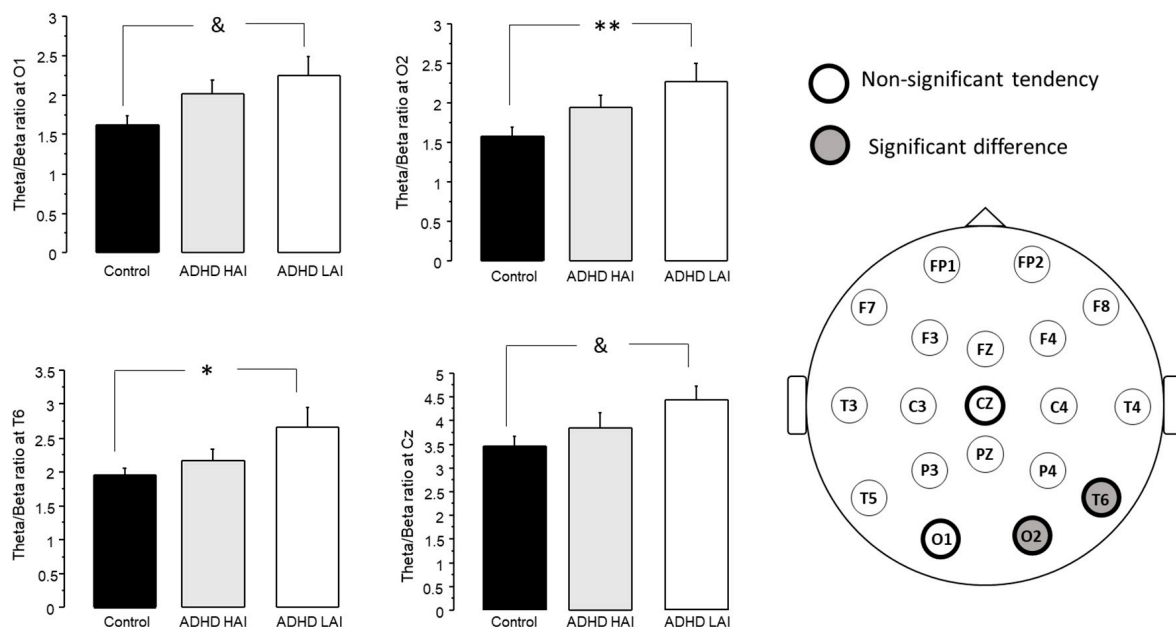 3
2.5
2
1.5
1
0.5
0
Theta/Beta ratio at O1
&
Control
ADHD HAI
ADHD LAI
3
2.5
2
1.5
1
0.5
0
Theta/Beta ratio at O2
**
Control
ADHD HAI
ADHD LAI
3.5
3
2.5
2
1.5
1
0.5
0
Theta/Beta ratio at T6
*
Control
ADHD HAI
ADHD LAI
5
4.5
4
3.5
3
2.5
2
1.5
1
0.5
0
Theta/Beta ratio at Cz
&
Control
ADHD HAI
ADHD LAI
Non-significant tendency
Significant difference
FP1 FP2
F7 F8
F3 FZ F4
T3 C3 CZ C4 T4
P3 PZ P4
T5 T6
O1 O2